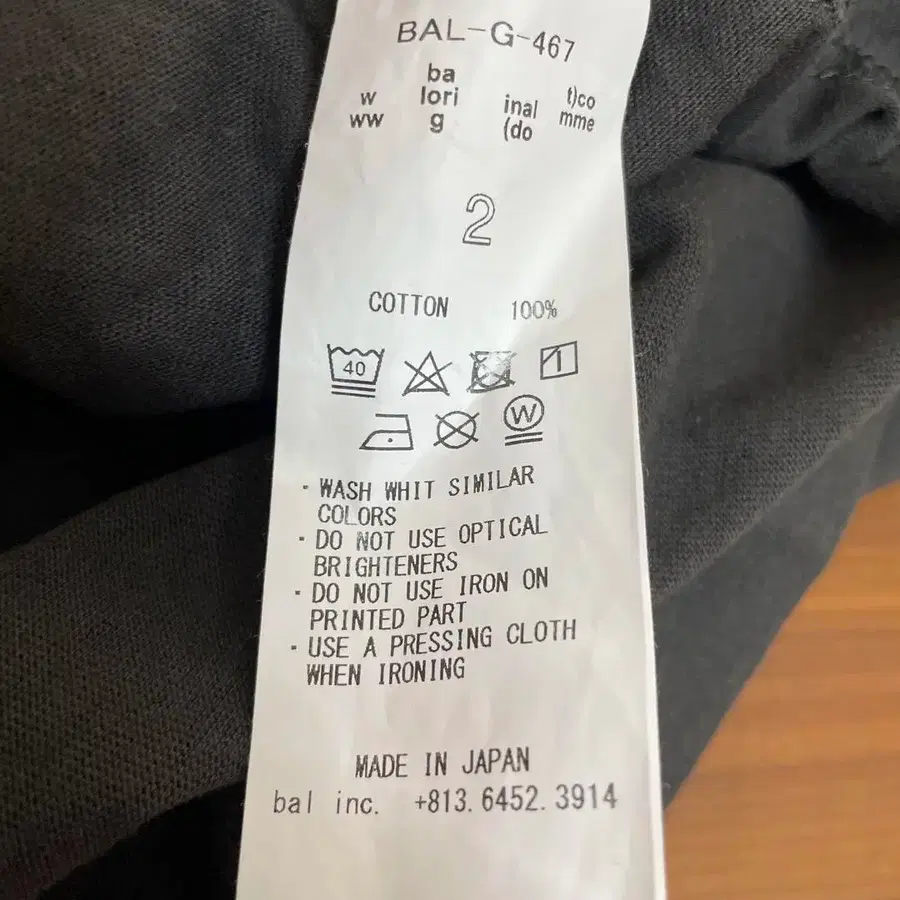 BAL-G-467
w ba inal t)co
ww lori (do mme
g
2
COTTON 100%
40
W
· WASH WHIT SIMILAR
COLORS
· DO NOT USE OPTICAL
BRIGHTENERS
· DO NOT USE IRON ON
PRINTED PART
· USE A PRESSING CLOTH
WHEN IRONING
MADE IN JAPAN
bal inc. +813.6452.3914